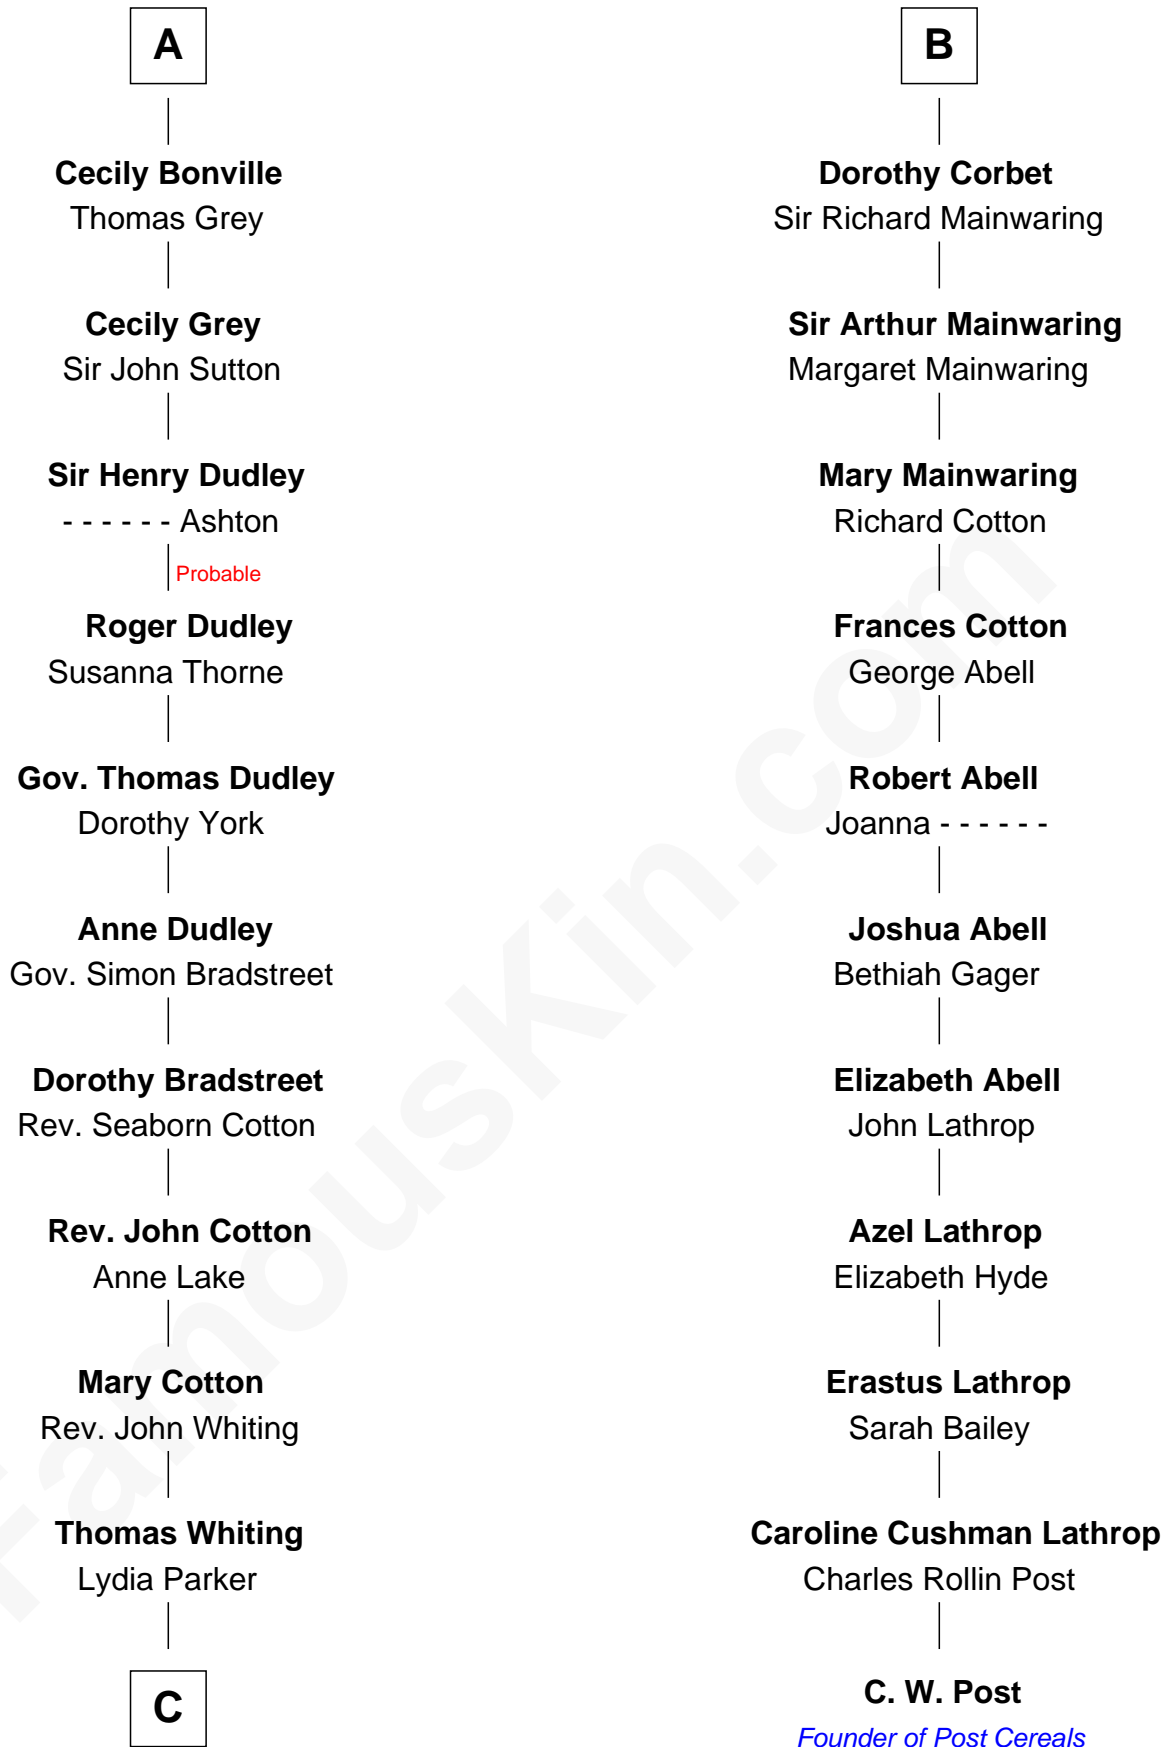 A
Cecily Bonville
Thomas Grey
Cecily Grey
Sir John Sutton
Sir Henry Dudley
- - - - - - Ashton
Probable
Roger Dudley
Susanna Thorne
Gov. Thomas Dudley
Dorothy York
Anne Dudley
Gov. Simon Bradstreet
Dorothy Bradstreet
Rev. Seaborn Cotton
Rev. John Cotton
Anne Lake
Mary Cotton
Rev. John Whiting
Thomas Whiting
Lydia Parker
C
B
Dorothy Corbet
Sir Richard Mainwaring
Sir Arthur Mainwaring
Margaret Mainwaring
Mary Mainwaring
Richard Cotton
Frances Cotton
George Abell
Robert Abell
Joanna - - - - - -
Joshua Abell
Bethiah Gager
Elizabeth Abell
John Lathrop
Azel Lathrop
Elizabeth Hyde
Erastus Lathrop
Sarah Bailey
Caroline Cushman Lathrop
Charles Rollin Post
C. W. Post
Founder of Post Cereals
FamousKin.com